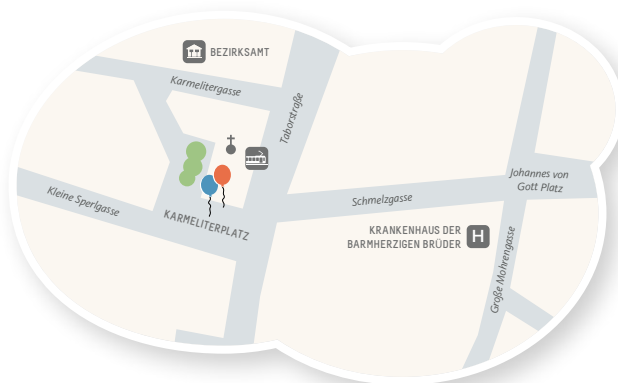 BEZIRKSAMT
Karmelitergasse
Taborstraße
Johannes von
Gott Platz
Kleine Sperlgasse
Schmelzgasse
KARMELITERPLATZ
KRANKENHAUS DER
BARMHERZIGEN BRÜDER
H
Große Mohrengasse